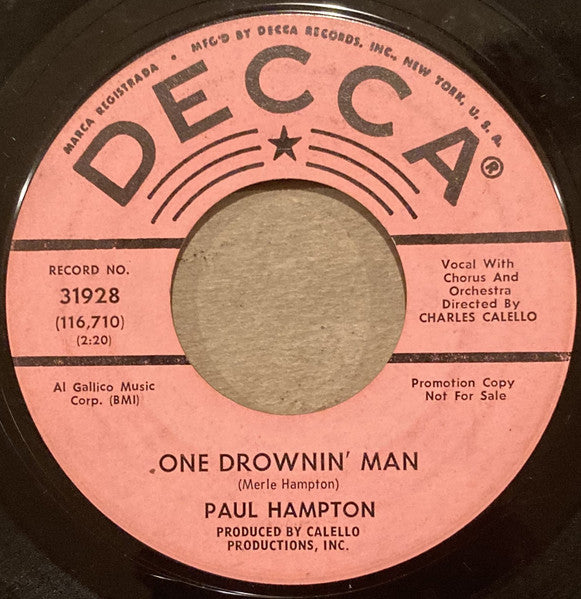 MARCA REGISTRADA • MFG'D BY DECCA RECORDS, INC., NEW YORK, U. S. A.
DECCA®
RECORD NO.
31928
(116,710)
(2:20)
Vocal With
Chorus And
Orchestra
Directed By
CHARLES CALELLO
Al Gallico Music
Corp. (BMI)
Promotion Copy
Not For Sale
ONE DROWNIN' MAN
(Merle Hampton)
PAUL HAMPTON
PRODUCED BY CALELLO
PRODUCTIONS, INC.